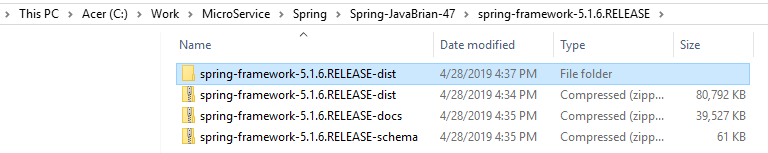 This PC > Acer (C:) > Work > MicroService > Spring > Spring-JavaBrian-47 > spring-framework-5.1.6.RELEASE >
Name Date modified Type Size
spring-framework-5.1.6.RELEASE-dist 4/28/2019 4:37 PM File folder
spring-framework-5.1.6.RELEASE-dist 4/28/2019 4:34 PM Compressed (zipp... 80,792 KB
spring-framework-5.1.6.RELEASE-docs 4/28/2019 4:35 PM Compressed (zipp... 39,527 KB
spring-framework-5.1.6.RELEASE-schema 4/28/2019 4:35 PM Compressed (zipp... 61 KB